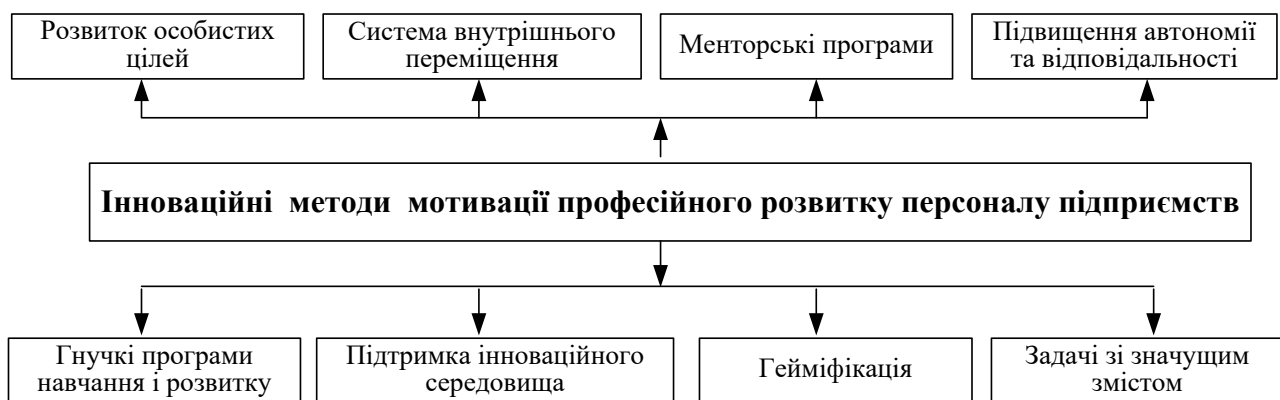 Розвиток особистих
цілей
Система внутрішнього
переміщення
Менторські програми
Підвищення автономії
та відповідальності
Інноваційні методи мотивації професійного розвитку персоналу підприємств
Гнучкі програми
навчання і розвитку
Підтримка інноваційного
середовища
Гейміфікація
Задачі зі значущим
змістом